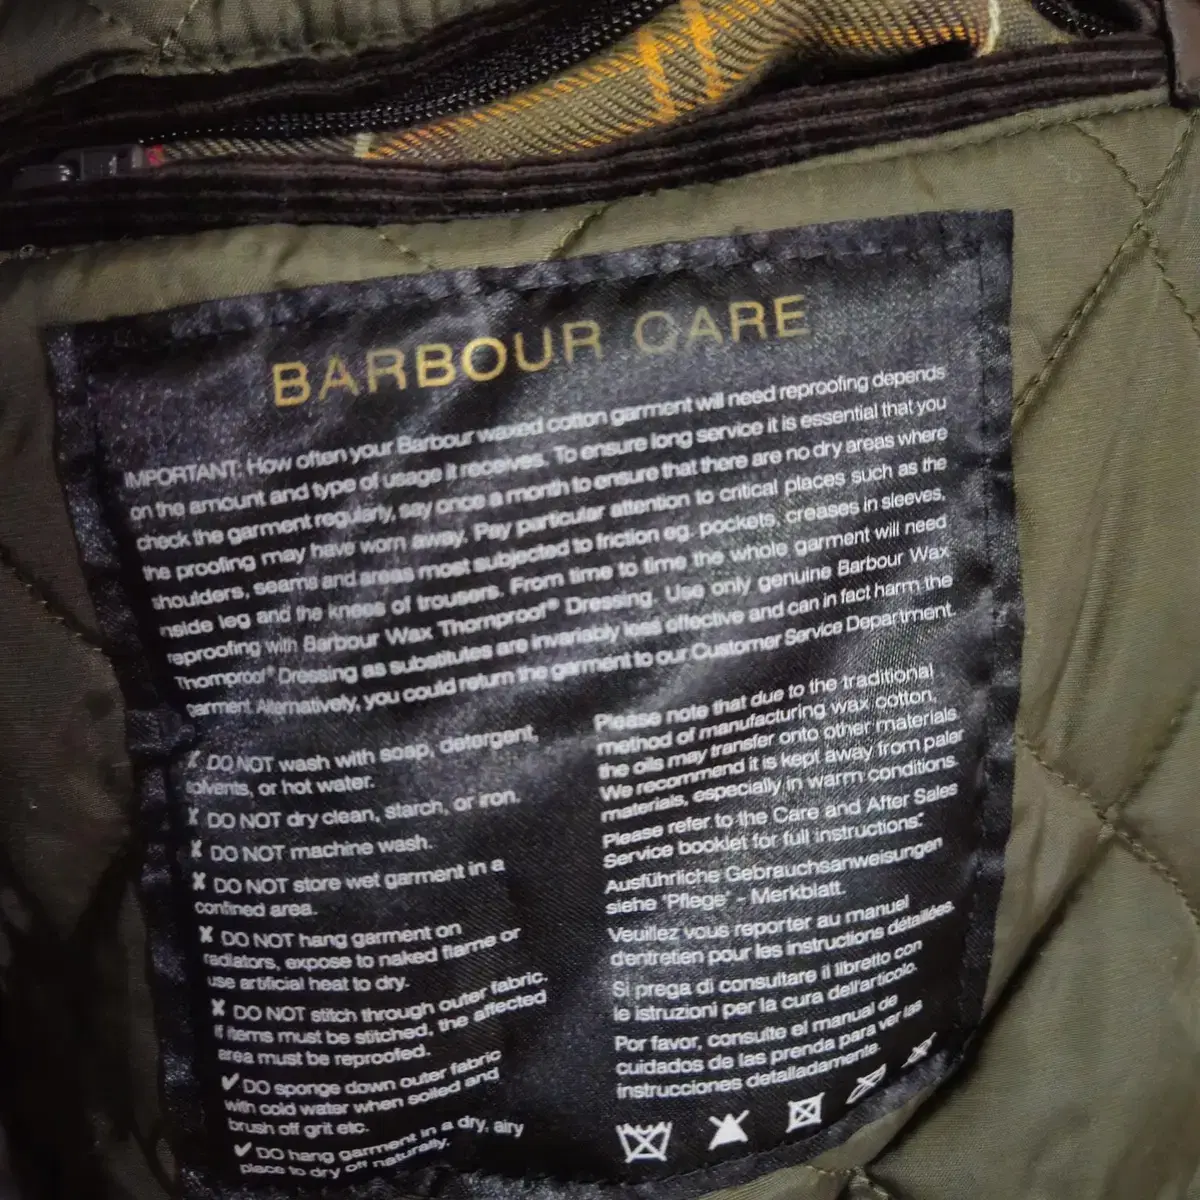 BARBOUR CARE
IMPORTANT: How often your Barbour waxed cotton garment will need reproofing depends
on the amount and type of usage it receives. To ensure long service it is essential that you
check the garment regularly, say once a month to ensure that there are no dry areas where
the proofing may have worn away. Pay particular attention to critical places such as the
shoulders, seams and areas most subjected to friction eg. pockets, creases in sleeves,
inside leg and the knees of trousers. From time to time the whole garment will need
reproofing with Barbour Wax Thornproof® Dressing. Use only genuine Barbour Wax
Thornproof® Dressing as substitutes are invariably less effective and can in fact harm the
garment. Alternatively, you could return the garment to our Customer Service Department.
✗ DO NOT wash with soap, detergent,
solvents, or hot water.
✗ DO NOT dry clean, starch, or iron.
✗ DO NOT machine wash.
✗ DO NOT store wet garment in a
confined area.
✗ DO NOT hang garment on
radiators, expose to naked flame or
use artificial heat to dry.
✗ DO NOT stitch through outer fabric.
If items must be stitched, the affected
area must be reproofed.
✓ DO sponge down outer fabric
with cold water when soiled and
brush off grit etc.
✓ DO hang garment in a dry, airy
place to dry off naturally.
Please note that due to the traditional
method of manufacturing wax cotton,
the oils may transfer onto other materials.
We recommend it is kept away from paler
materials, especially in warm conditions.
Please refer to the Care and After Sales
Service booklet for full instructions."
Ausführliche Gebrauchsanweisungen
siehe 'Pflege' - Merkblatt.
Veuillez vous reporter au manuel
d'entretien pour les instructions détaillées.
Si prega di consultare il libretto con
le istruzioni per la cura dell'articolo.
Por favor, consulte el manual de
cuidados de las prenda para ver las
instrucciones detalladamente.